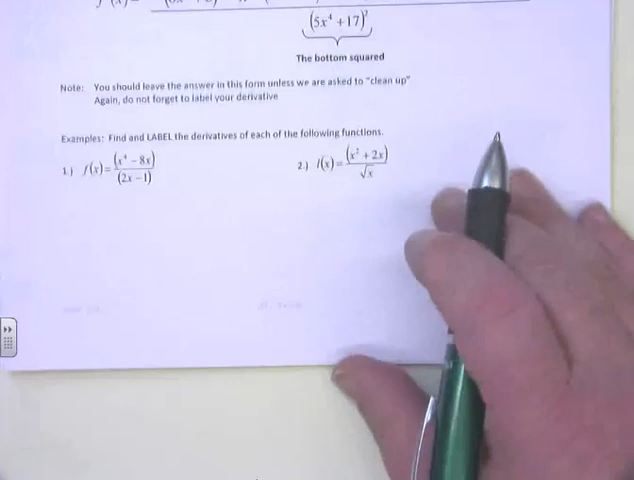 (5x⁴ + 17)²
The bottom squared
Note: You should leave the answer in this form unless we are asked to "clean up"
Again, do not forget to label your derivative
Examples: Find and LABEL the derivatives of each of the following functions.
1.) f(x) = (x⁴ − 8x) / (2x − 1) 2.) l(x) = (x² + 2x) / √x